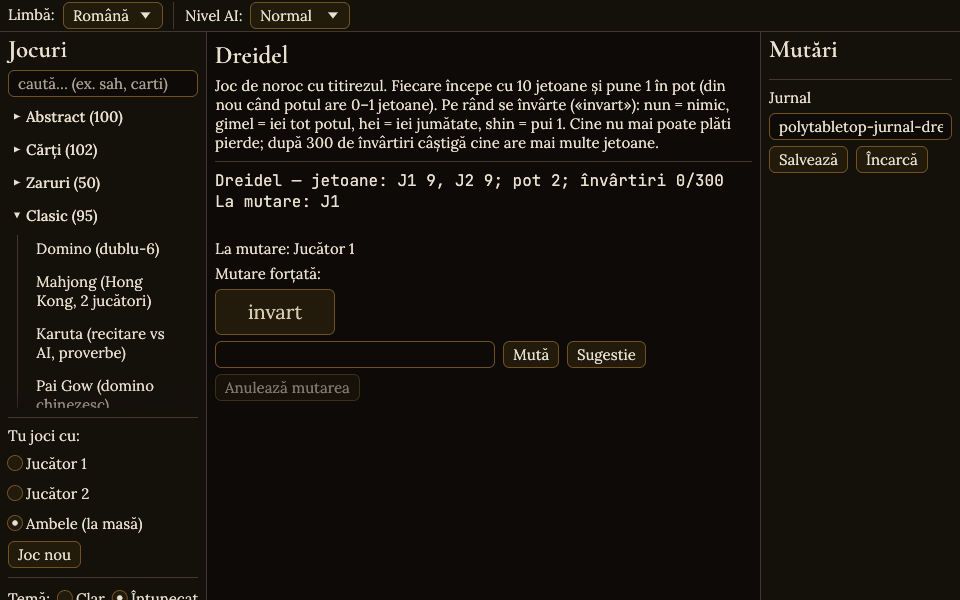 Limbă: Română ▼ Nivel AI: Normal ▼
Jocuri
caută... (ex. sah, carti)
▸ Abstract (100)
▸ Cărți (102)
▸ Zaruri (50)
▾ Clasic (95)
Domino (dublu-6)
Mahjong (Hong
Kong, 2 jucători)
Karuta (recitare vs
AI, proverbe)
Pai Gow (domino
chinezesc)
Tu joci cu:
Jucător 1
Jucător 2
Ambele (la masă)
Joc nou
Temă: Clar Întunecat
Dreidel
Joc de noroc cu titirezul. Fiecare începe cu 10 jetoane și pune 1 în pot (din
nou când potul are 0–1 jetoane). Pe rând se învârte («invart»): nun = nimic,
gimel = iei tot potul, hei = iei jumătate, shin = pui 1. Cine nu mai poate plăti
pierde; după 300 de învârtiri câștigă cine are mai multe jetoane.
Dreidel — jetoane: J1 9, J2 9; pot 2; învârtiri 0/300
La mutare: J1
La mutare: Jucător 1
Mutare forțată:
invart
Mută Sugestie
Anulează mutarea
Mutări
Jurnal
polytabletop-jurnal-dre
Salvează Încarcă